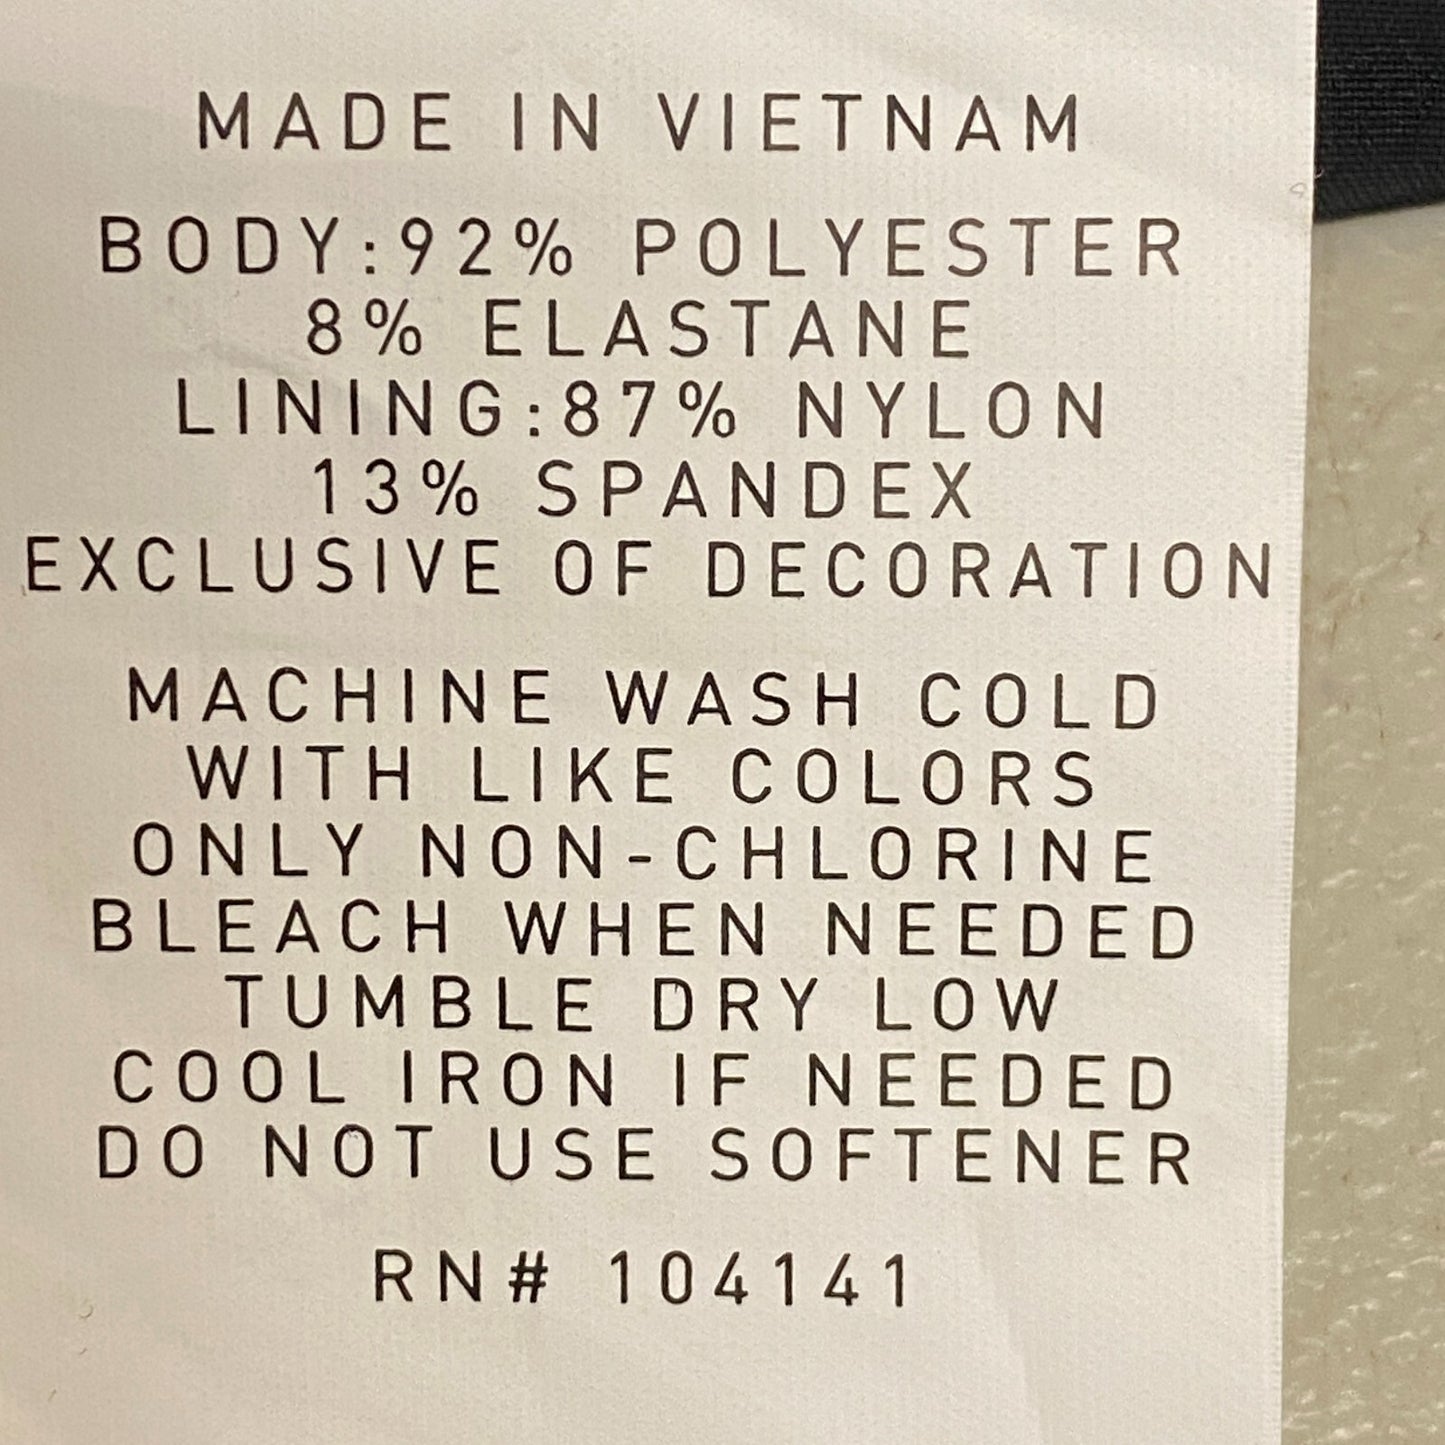 MADE IN VIETNAM
BODY:92% POLYESTER
8% ELASTANE
LINING:87% NYLON
13% SPANDEX
EXCLUSIVE OF DECORATION
MACHINE WASH COLD
WITH LIKE COLORS
ONLY NON-CHLORINE
BLEACH WHEN NEEDED
TUMBLE DRY LOW
COOL IRON IF NEEDED
DO NOT USE SOFTENER
RN# 104141